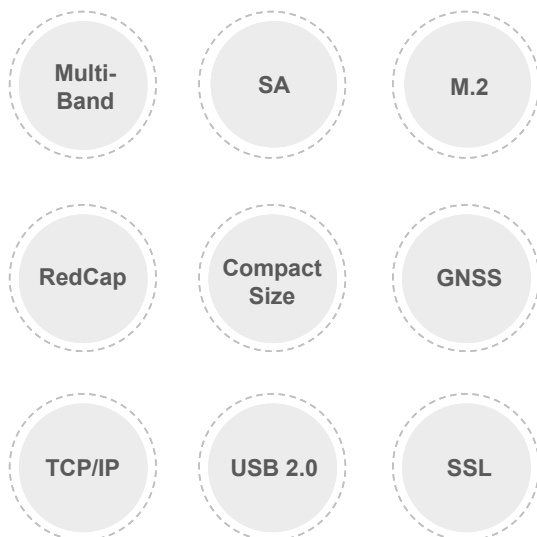 Multi-
Band
SA
M.2
RedCap
Compact
Size
GNSS
TCP/IP
USB 2.0
SSL